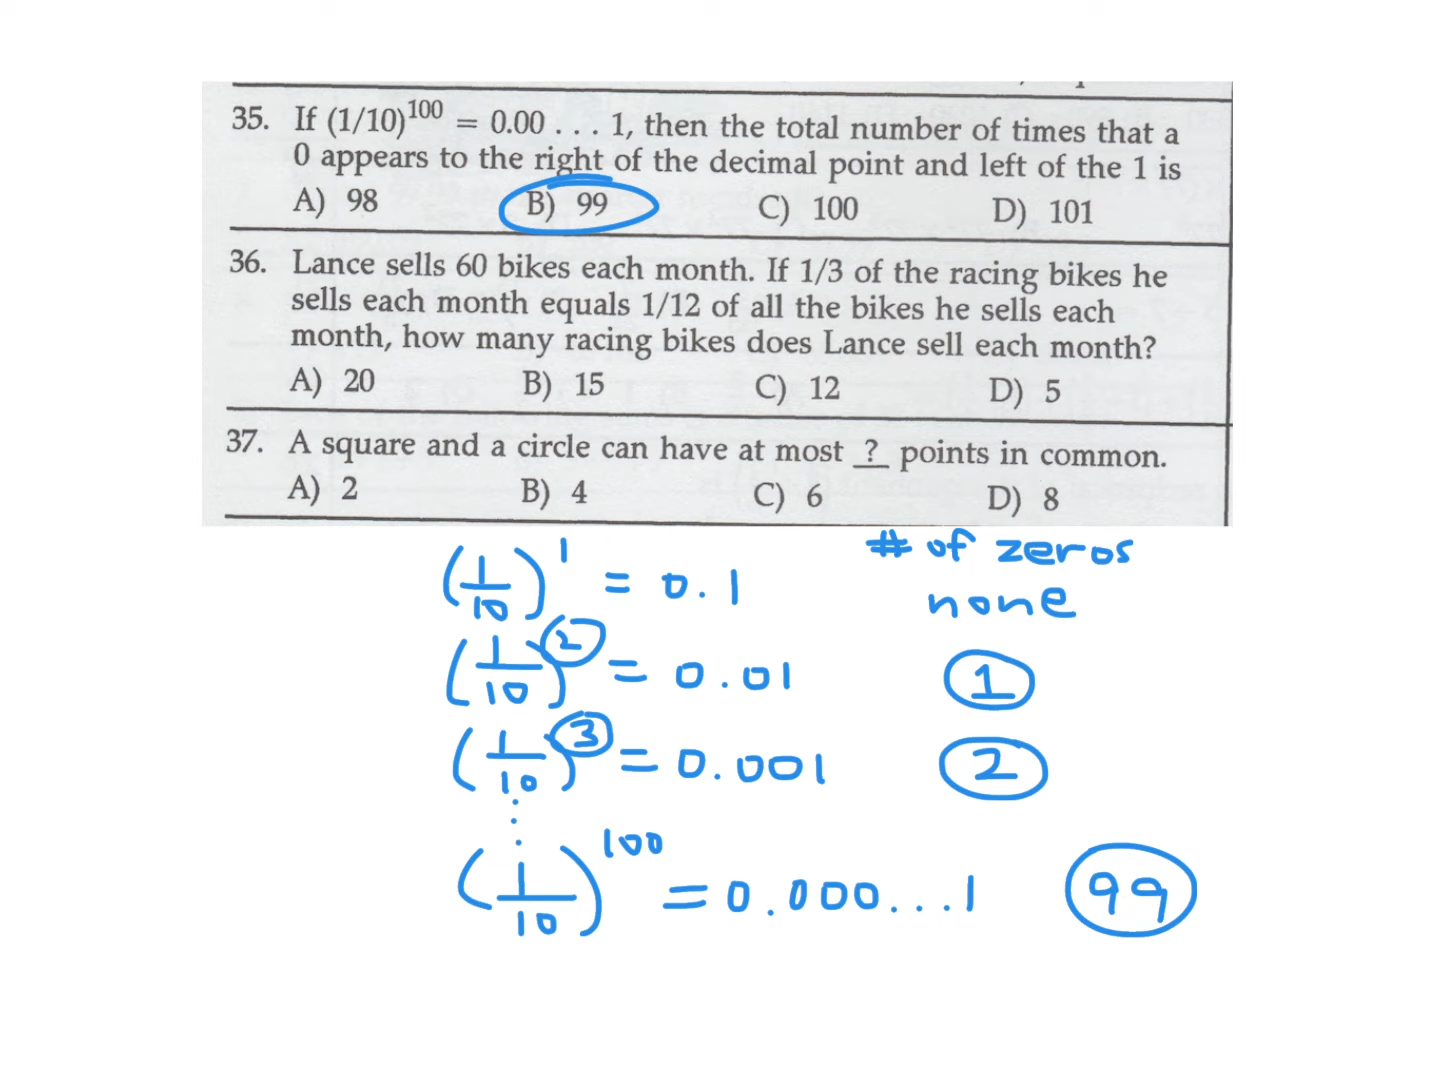 35. If (1/10)^100 = 0.00 . . . 1, then the total number of times that a
0 appears to the right of the decimal point and left of the 1 is
A) 98 B) 99 C) 100 D) 101
36. Lance sells 60 bikes each month. If 1/3 of the racing bikes he
sells each month equals 1/12 of all the bikes he sells each
month, how many racing bikes does Lance sell each month?
A) 20 B) 15 C) 12 D) 5
37. A square and a circle can have at most ? points in common.
A) 2 B) 4 C) 6 D) 8
# of zeros
(1/10)^1 = 0.1 none
(1/10)^2 = 0.01 1
(1/10)^3 = 0.001 2
(1/10)^100 = 0.000...1 99